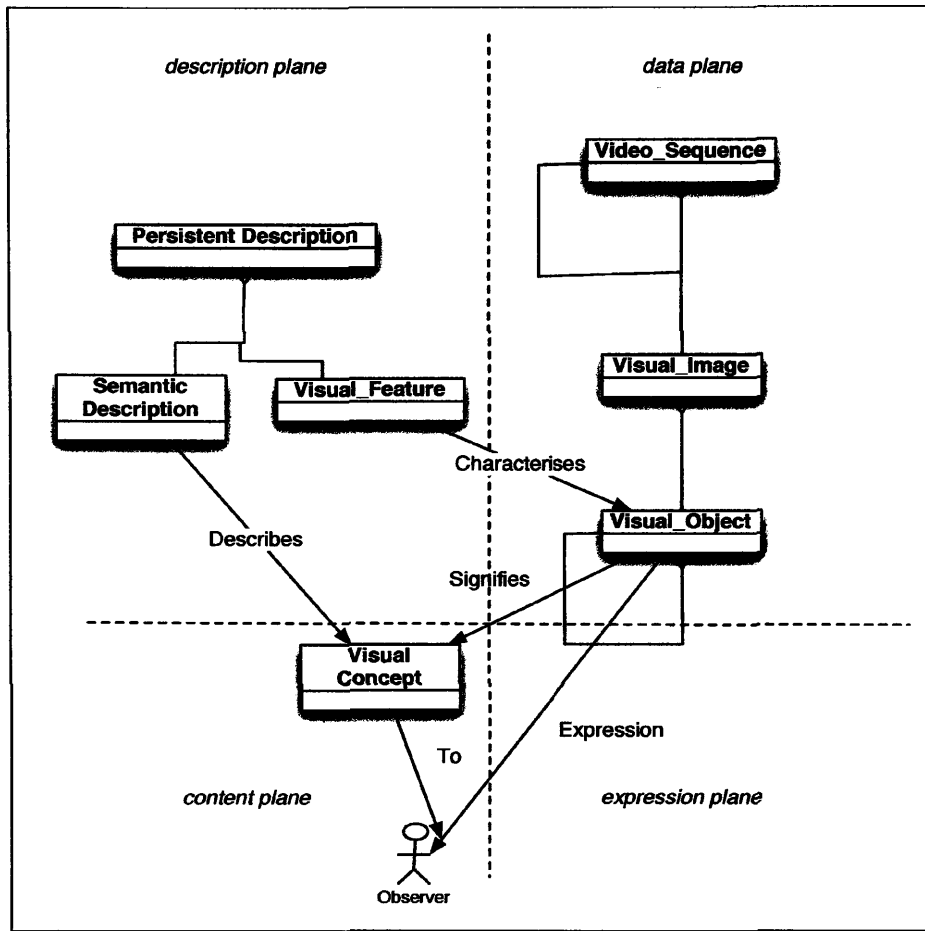 description plane
data plane
Video_Sequence
Persistent Description
Visual_Image
Semantic
Description
Visual_Feature
Characterises
Visual_Object
Describes
Signifies
Visual
Concept
Expression
To
content plane
expression plane
Observer